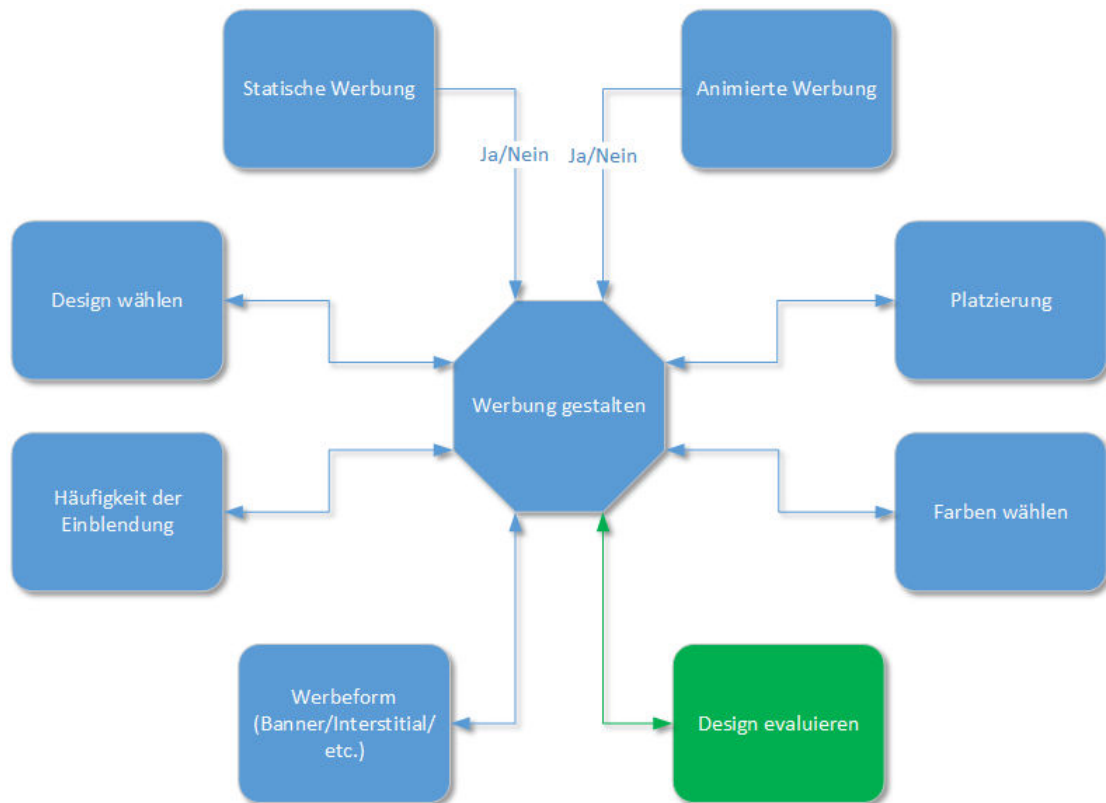 Statische Werbung
Animierte Werbung
Ja/Nein
Ja/Nein
Design wählen
Platzierung
Werbung gestalten
Häufigkeit der
Einblendung
Farben wählen
Werbeform
(Banner/Interstitial/
etc.)
Design evaluieren